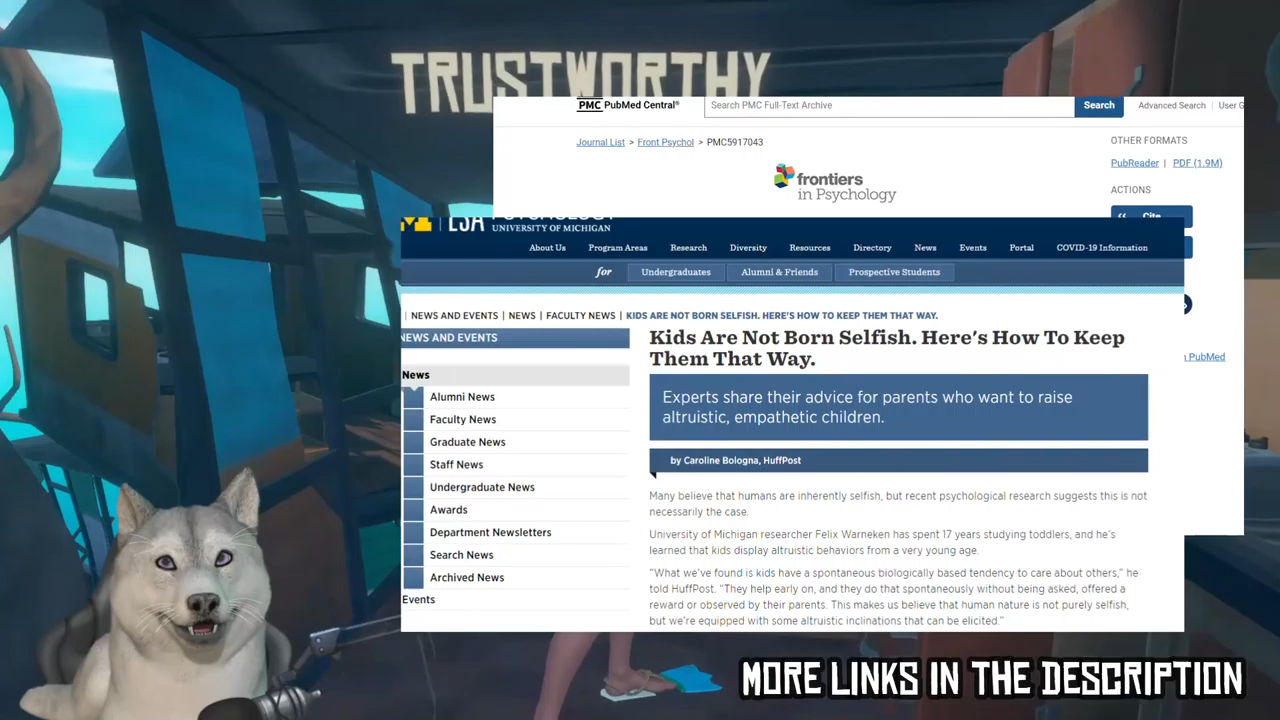 TRUSTWORTHY
PMC PubMed Central®
Search PMC Full-Text Archive
Search
Advanced Search
User G
Journal List > Front Psychol > PMC5917043
OTHER FORMATS
PubReader | PDF (1.9M)
frontiers
in Psychology
ACTIONS
Cite
M LSA PSYCHOLOGY
UNIVERSITY OF MICHIGAN
About Us Program Areas Research Diversity Resources Directory News Events Portal COVID-19 Information
for Undergraduates Alumni & Friends Prospective Students
| NEWS AND EVENTS | NEWS | FACULTY NEWS | KIDS ARE NOT BORN SELFISH. HERE'S HOW TO KEEP THEM THAT WAY.
NEWS AND EVENTS
News
Alumni News
Faculty News
Graduate News
Staff News
Undergraduate News
Awards
Department Newsletters
Search News
Archived News
Events
Kids Are Not Born Selfish. Here's How To Keep
Them That Way.
Experts share their advice for parents who want to raise
altruistic, empathetic children.
by Caroline Bologna, HuffPost
Many believe that humans are inherently selfish, but recent psychological research suggests this is not
necessarily the case.
University of Michigan researcher Felix Warneken has spent 17 years studying toddlers, and he's
learned that kids display altruistic behaviors from a very young age.
"What we've found is kids have a spontaneous biologically based tendency to care about others," he
told HuffPost. "They help early on, and they do that spontaneously without being asked, offered a
reward or observed by their parents. This makes us believe that human nature is not purely selfish,
but we're equipped with some altruistic inclinations that can be elicited."
n PubMed
MORE LINKS IN THE DESCRIPTION